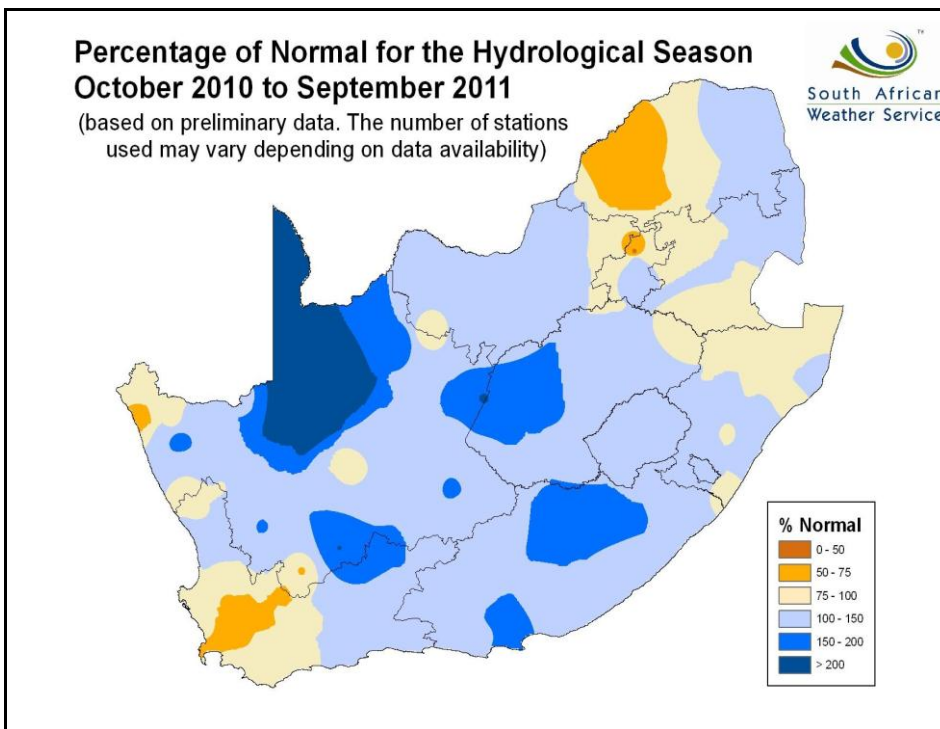 Percentage of Normal for the Hydrological Season
October 2010 to September 2011
(based on preliminary data. The number of stations
used may vary depending on data availability)
TM
South African
Weather Service
% Normal
0 - 50
50 - 75
75 - 100
100 - 150
150 - 200
> 200